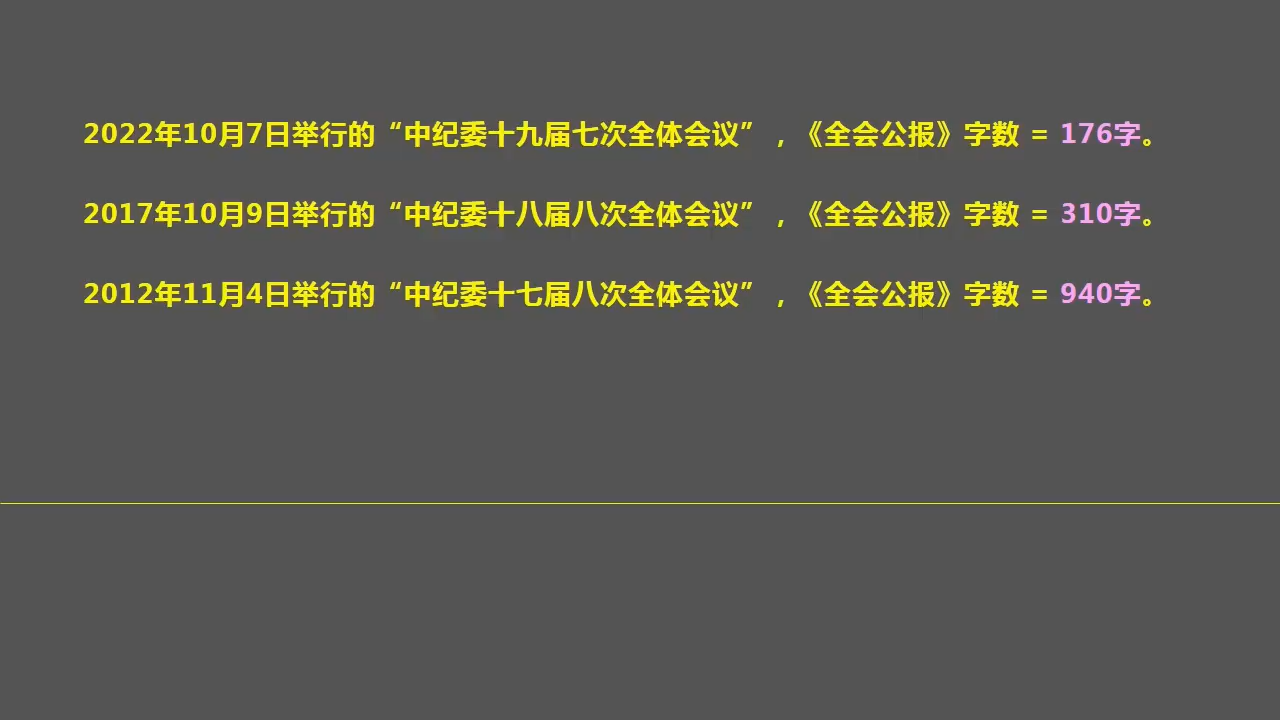 2022年10月7日举行的“中纪委十九届七次全体会议”，《全会公报》字数 = 176字。
2017年10月9日举行的“中纪委十八届八次全体会议”，《全会公报》字数 = 310字。
2012年11月4日举行的“中纪委十七届八次全体会议”，《全会公报》字数 = 940字。